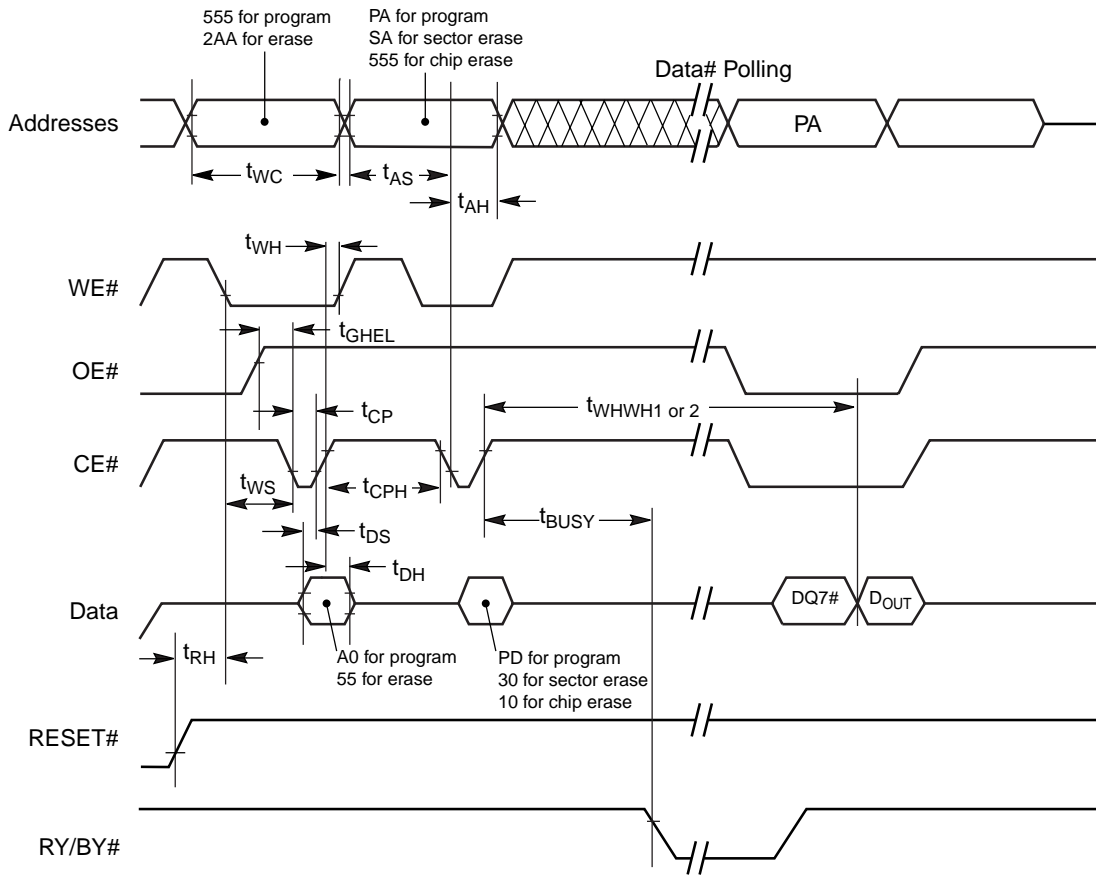 555 for program
2AA for erase
PA for program
SA for sector erase
555 for chip erase
Data# Polling
Addresses
PA
tWC
tAS
tAH
tWH
WE#
tGHEL
OE#
tCP
tWHWH1 or 2
CE#
tWS
tCPH
tDS
tBUSY
tDH
Data
DQ7#
DOUT
tRH
A0 for program
55 for erase
PD for program
30 for sector erase
10 for chip erase
RESET#
RY/BY#